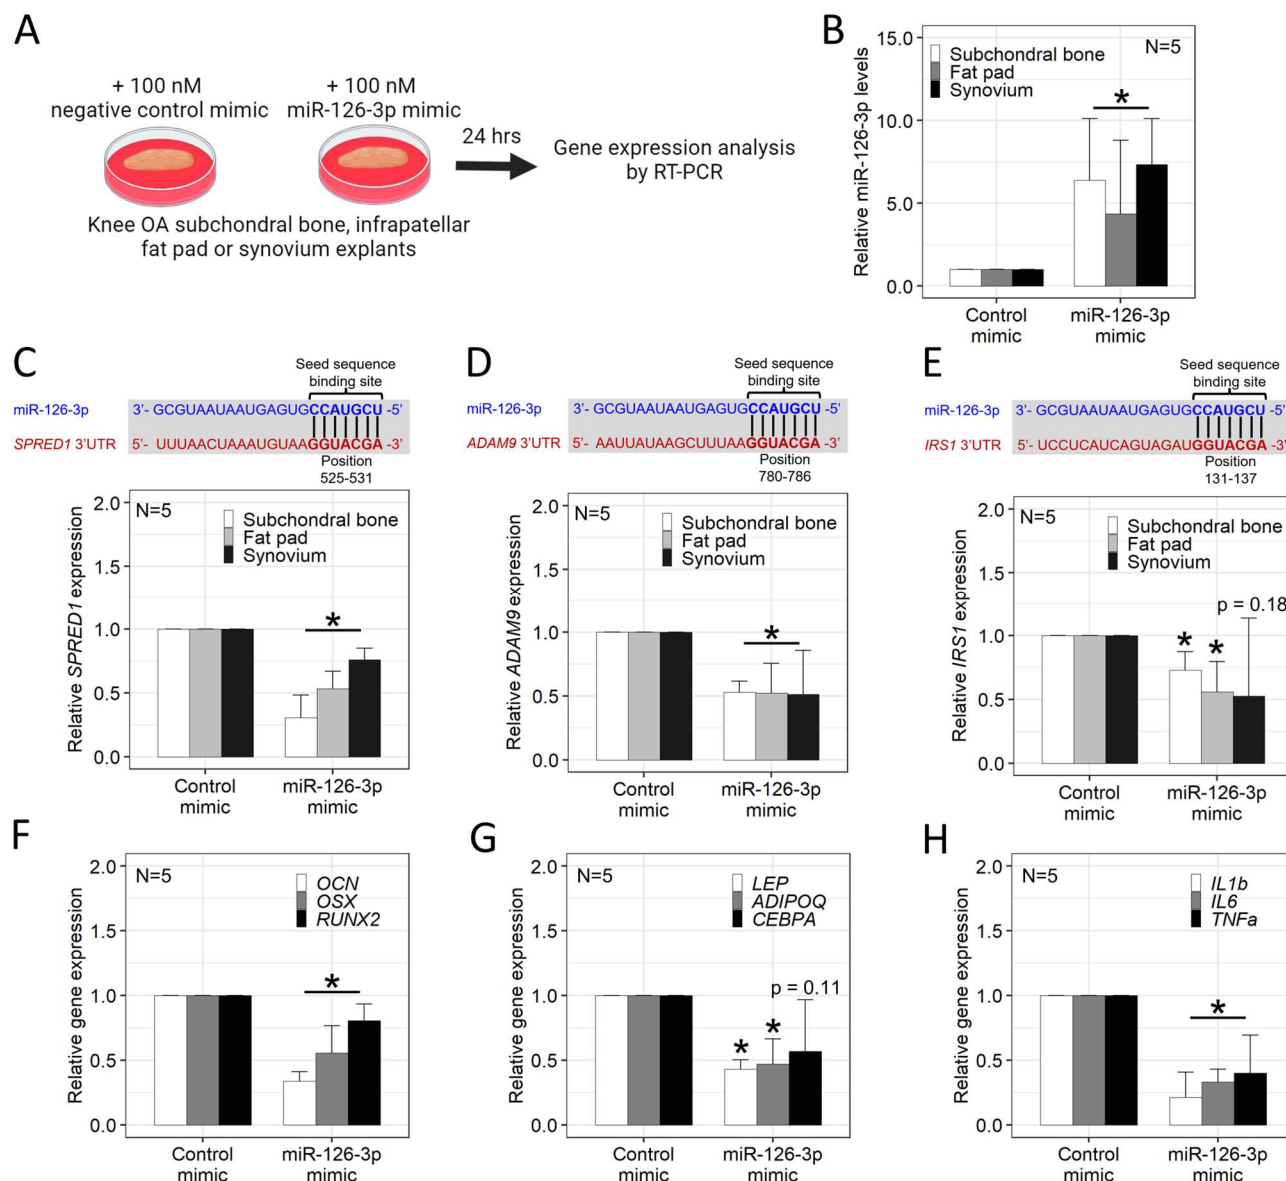 A
+ 100 nM
negative control mimic
+ 100 nM
miR-126-3p mimic
24 hrs
Gene expression analysis
by RT-PCR
Knee OA subchondral bone, infrapatellar
fat pad or synovium explants
B
Relative miR-126-3p levels
15.0
10.0
5.0
0.0
N=5
Subchondral bone
Fat pad
Synovium
*
Control
mimic
miR-126-3p
mimic
C
Seed sequence
binding site
miR-126-3p 3’- GCGUAAUAAUGAGUGCCAUGCU -5’
SPRED1 3’UTR 5’- UUUAACUAAAUGUAAGGUACGA -3’
Position
525-531
Relative SPRED1 expression
2.0
1.5
1.0
0.5
0.0
N=5
Subchondral bone
Fat pad
Synovium
*
Control
mimic
miR-126-3p
mimic
D
Seed sequence
binding site
miR-126-3p 3’- GCGUAAUAAUGAGUGCCAUGCU -5’
ADAM9 3’UTR 5’- AAUUAUAAGCUUUAAGGUACGA -3’
Position
780-786
Relative ADAM9 expression
2.0
1.5
1.0
0.5
0.0
N=5
Subchondral bone
Fat pad
Synovium
*
Control
mimic
miR-126-3p
mimic
E
Seed sequence
binding site
miR-126-3p 3’- GCGUAAUAAUGAGUGCCAUGCU -5’
IRS1 3’UTR 5’- UCCUCAUCAGUAGAUGGUACGA -3’
Position
131-137
Relative IRS1 expression
2.0
1.5
1.0
0.5
0.0
N=5
Subchondral bone
Fat pad
Synovium
p = 0.18
* *
Control
mimic
miR-126-3p
mimic
F
Relative gene expression
2.0
1.5
1.0
0.5
0.0
N=5
OCN
OSX
RUNX2
*
Control
mimic
miR-126-3p
mimic
G
Relative gene expression
2.0
1.5
1.0
0.5
0.0
N=5
LEP
ADIPOQ
CEBPA
p = 0.11
* *
Control
mimic
miR-126-3p
mimic
H
Relative gene expression
2.0
1.5
1.0
0.5
0.0
N=5
IL1b
IL6
TNFa
*
Control
mimic
miR-126-3p
mimic